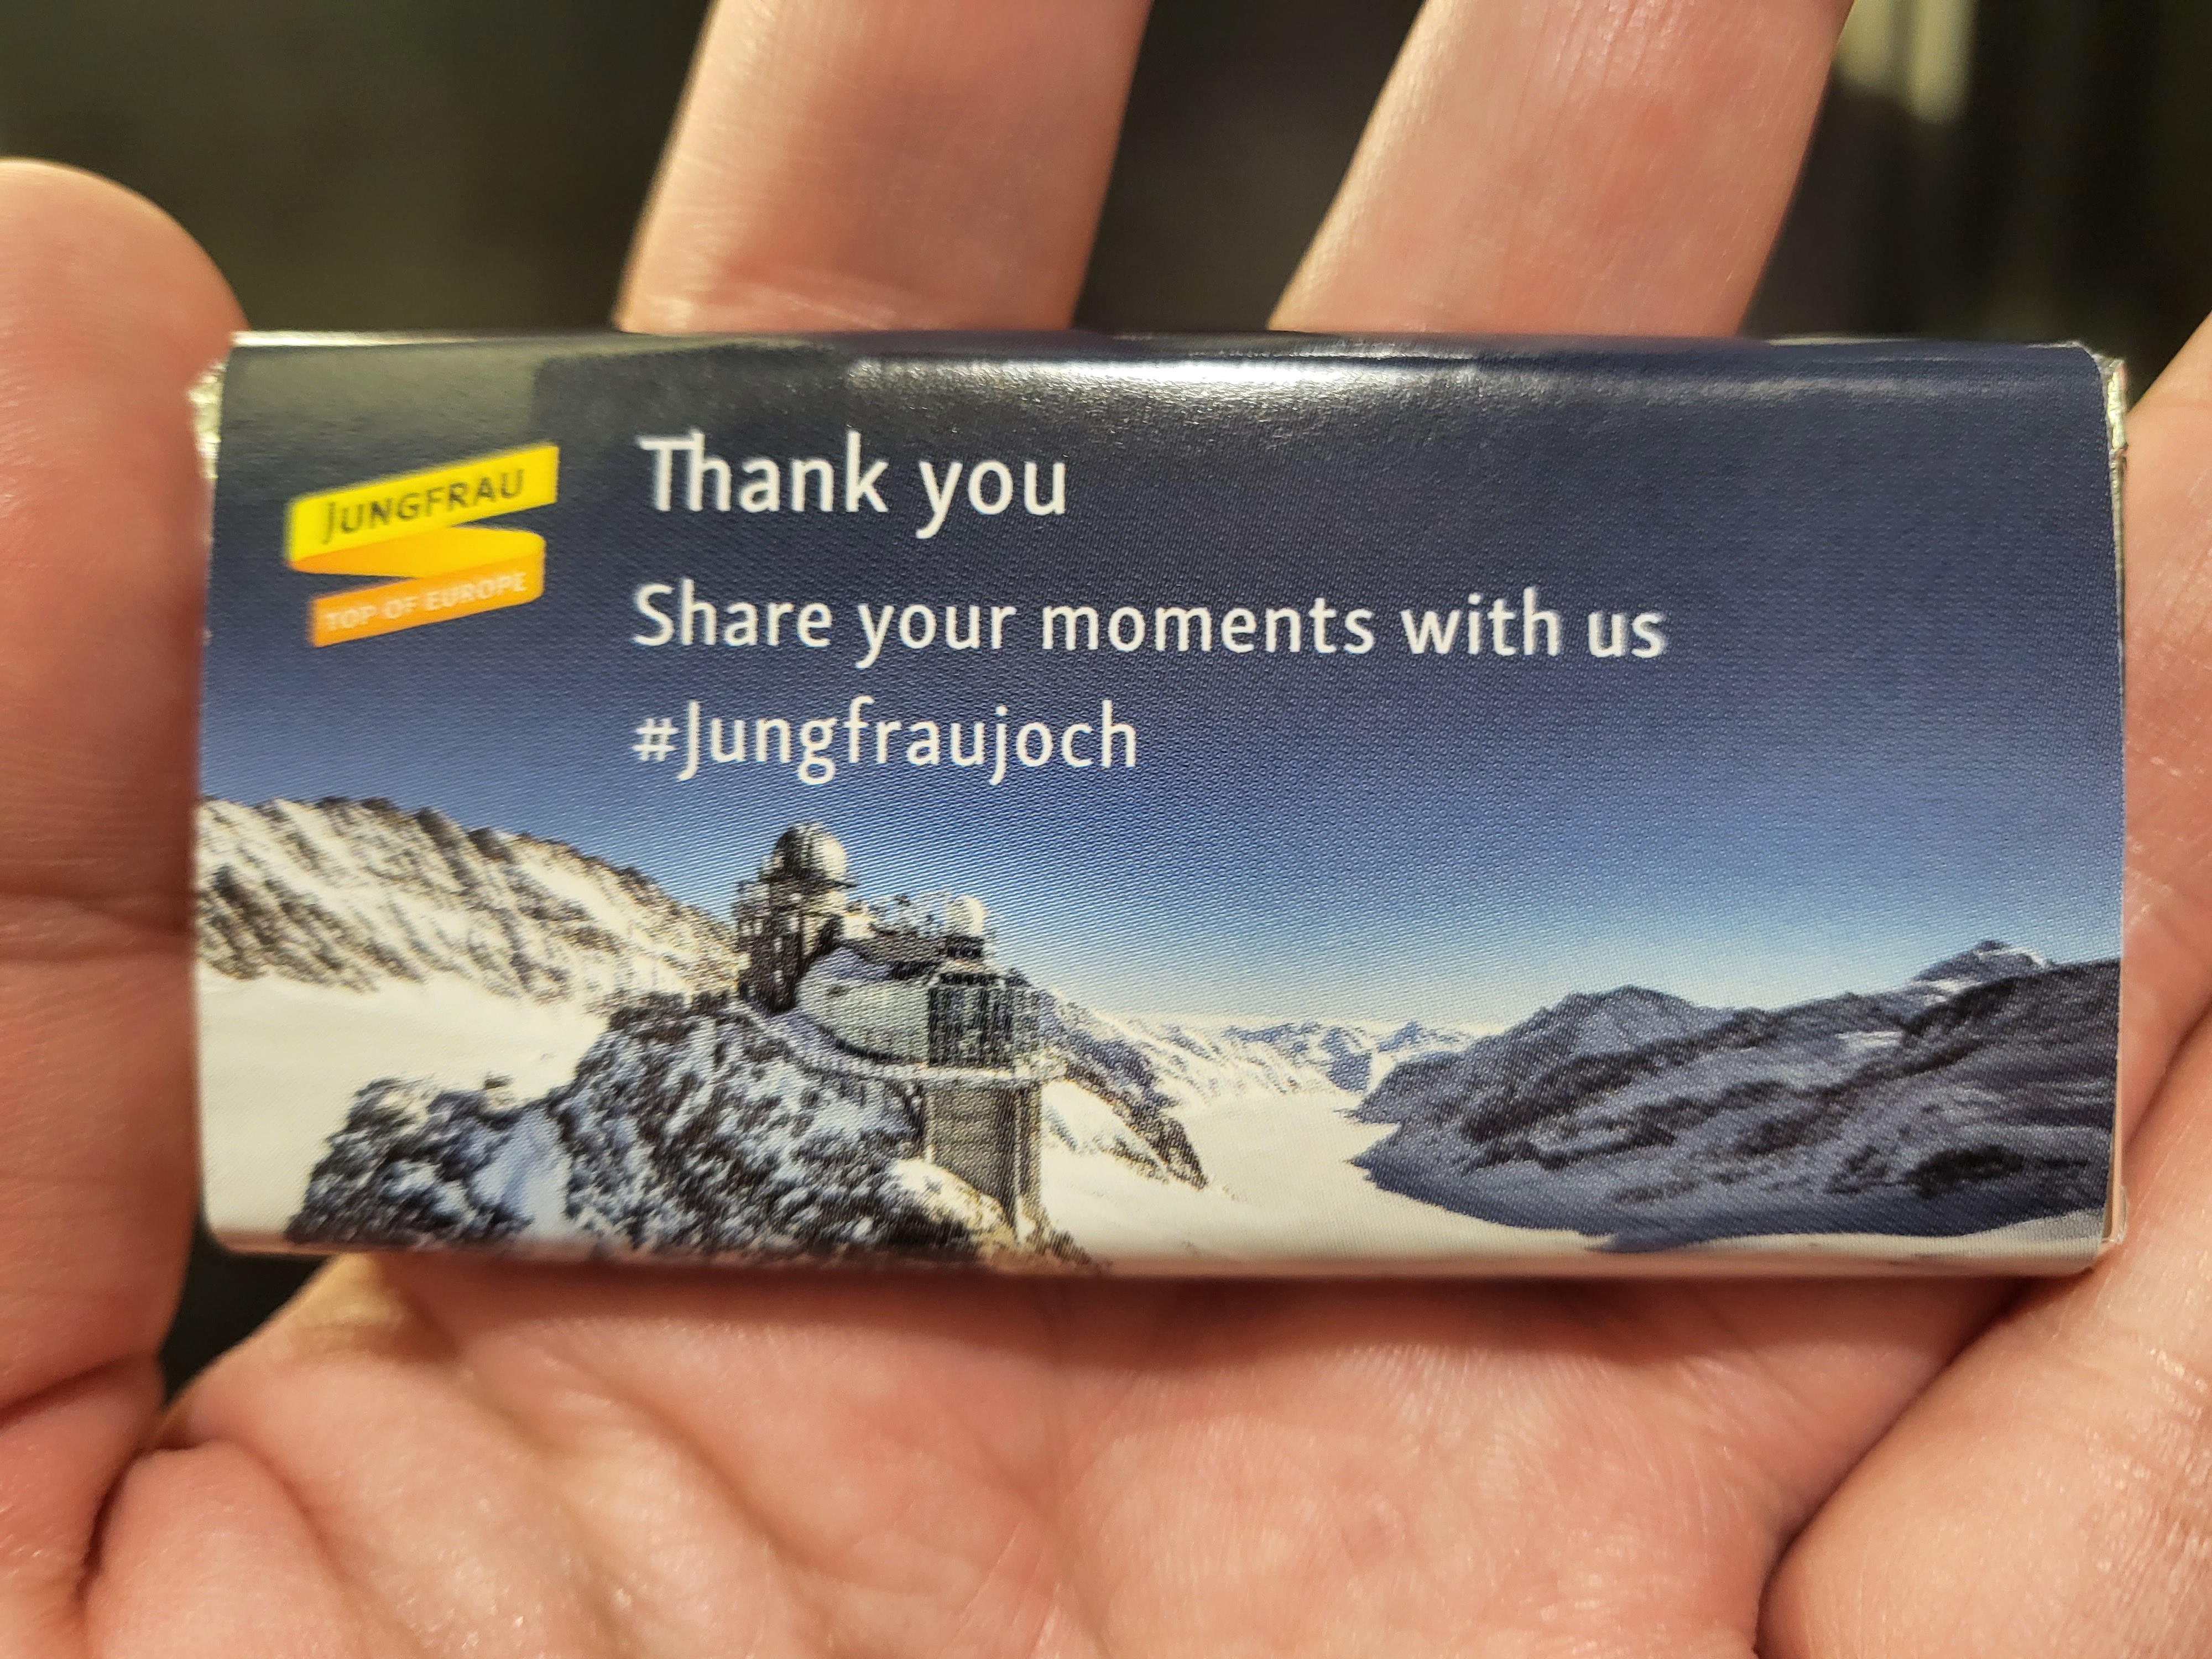 JUNGFRAU
TOP OF EUROPE
Thank you
Share your moments with us
#Jungfraujoch